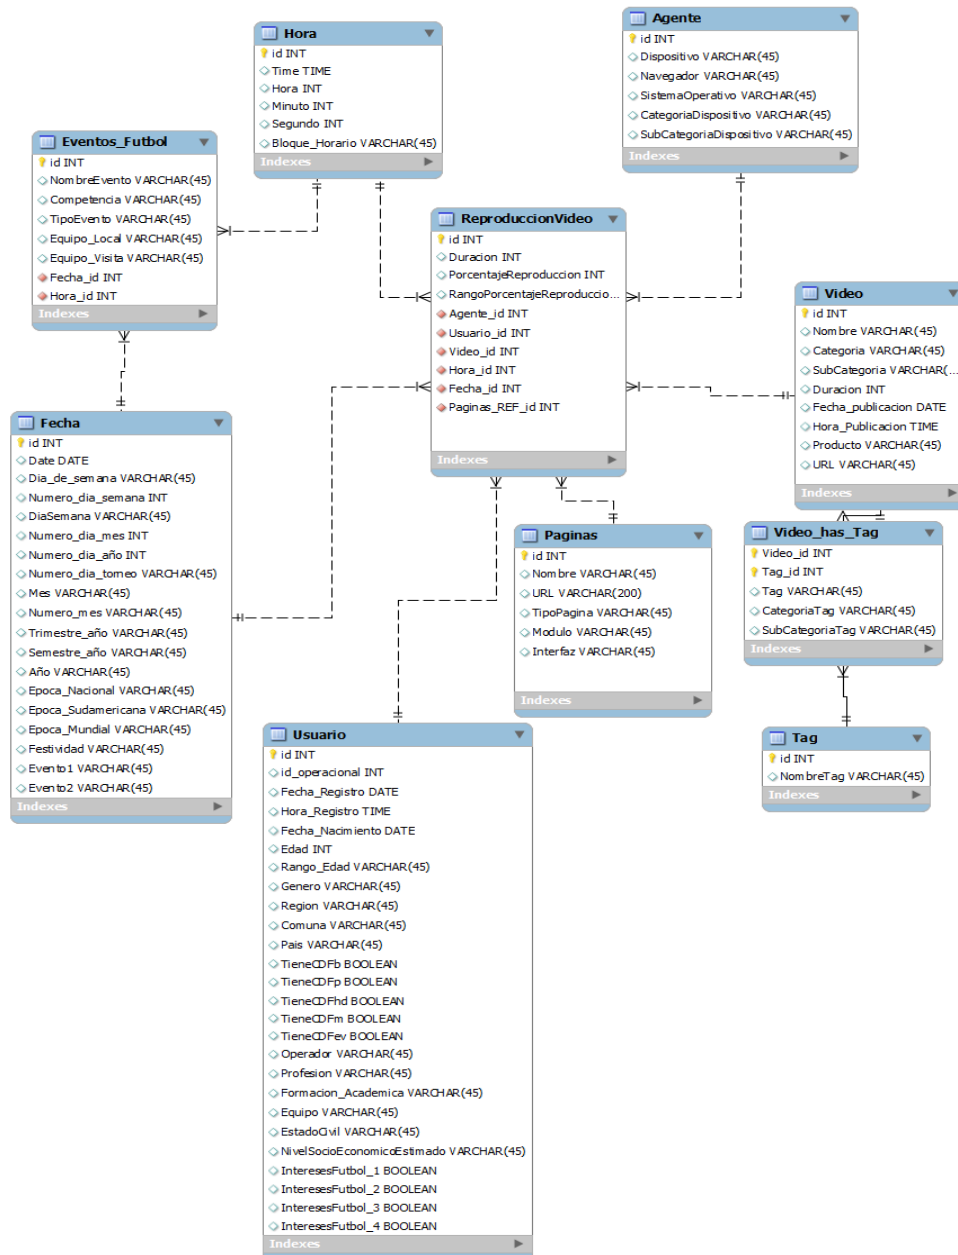 Hora
id INT
Time TIME
Hora INT
Minuto INT
Segundo INT
Bloque_Horario VARCHAR(45)
Indexes
Agente
id INT
Dispositivo VARCHAR(45)
Navegador VARCHAR(45)
SistemaOperativo VARCHAR(45)
CategoriaDispositivo VARCHAR(45)
SubCategoriaDispositivo VARCHAR(45)
Indexes
Eventos_Futbol
id INT
NombreEvento VARCHAR(45)
Competencia VARCHAR(45)
TipoEvento VARCHAR(45)
Equipo_Local VARCHAR(45)
Equipo_Visita VARCHAR(45)
Fecha_id INT
Hora_id INT
Indexes
ReproduccionVideo
id INT
Duracion INT
PorcentajeReproduccion INT
RangoPorcentajeReproduccio...
Agente_id INT
Usuario_id INT
Video_id INT
Hora_id INT
Fecha_id INT
Paginas_REF_id INT
Indexes
Video
id INT
Nombre VARCHAR(45)
Categoria VARCHAR(45)
SubCategoria VARCHAR(...
Duracion INT
Fecha_publicacion DATE
Hora_Publicacion TIME
Producto VARCHAR(45)
URL VARCHAR(45)
Indexes
Fecha
id INT
Date DATE
Dia_de_semana VARCHAR(45)
Numero_dia_semana INT
DiaSemana VARCHAR(45)
Numero_dia_mes INT
Numero_dia_año INT
Numero_dia_torneo VARCHAR(45)
Mes VARCHAR(45)
Numero_mes VARCHAR(45)
Trimestre_año VARCHAR(45)
Semestre_año VARCHAR(45)
Año VARCHAR(45)
Epoca_Nacional VARCHAR(45)
Epoca_Sudamericana VARCHAR(45)
Epoca_Mundial VARCHAR(45)
Festividad VARCHAR(45)
Evento1 VARCHAR(45)
Evento2 VARCHAR(45)
Indexes
Paginas
id INT
Nombre VARCHAR(45)
URL VARCHAR(200)
TipoPagina VARCHAR(45)
Modulo VARCHAR(45)
Interfaz VARCHAR(45)
Indexes
Video_has_Tag
Video_id INT
Tag_id INT
Tag VARCHAR(45)
CategoriaTag VARCHAR(45)
SubCategoriaTag VARCHAR(45)
Indexes
Usuario
id INT
id_operacional INT
Fecha_Registro DATE
Hora_Registro TIME
Fecha_Nacimiento DATE
Edad INT
Rango_Edad VARCHAR(45)
Genero VARCHAR(45)
Region VARCHAR(45)
Comuna VARCHAR(45)
Pais VARCHAR(45)
TieneCDFb BOOLEAN
TieneCDFp BOOLEAN
TieneCDFhd BOOLEAN
TieneCDFm BOOLEAN
TieneCDFev BOOLEAN
Operador VARCHAR(45)
Profesion VARCHAR(45)
Formacion_Academica VARCHAR(45)
Equipo VARCHAR(45)
EstadoCivil VARCHAR(45)
NivelSocioEconomicoEstimado VARCHAR(45)
InteresesFutbol_1 BOOLEAN
InteresesFutbol_2 BOOLEAN
InteresesFutbol_3 BOOLEAN
InteresesFutbol_4 BOOLEAN
Indexes
Tag
id INT
NombreTag VARCHAR(45)
Indexes